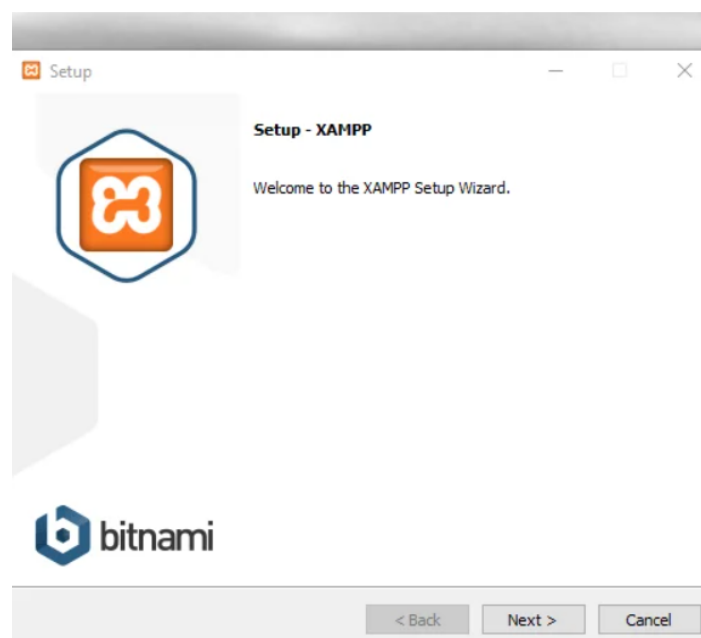 Setup
Setup - XAMPP
Welcome to the XAMPP Setup Wizard.
bitnami
< Back
Next >
Cancel